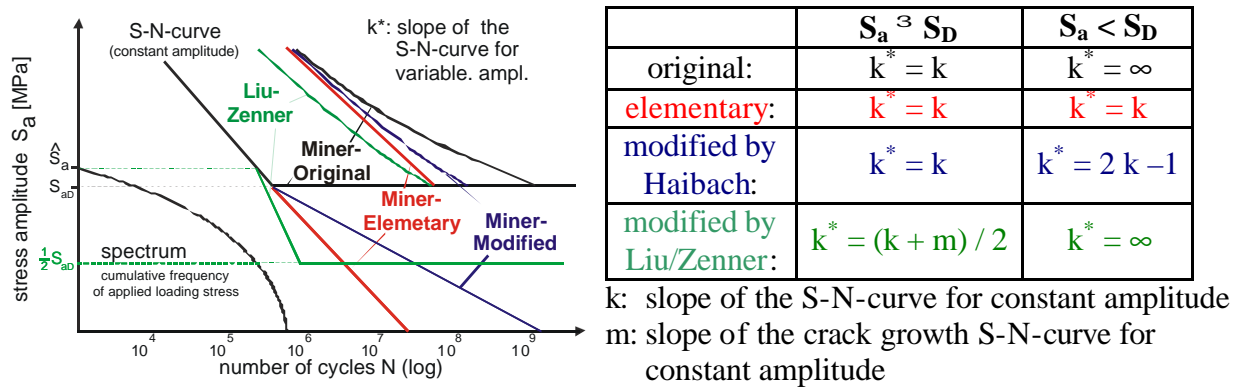 S-N-curve
(constant amplitude)
k*: slope of the
S-N-curve for
variable. ampl.
stress amplitude Sa [MPa]
Liu-
Zenner
Miner-
Original
Ŝa
SaD
Miner-
Elemetary
Miner-
Modified
½SaD
spectrum
cumulative frequency
of applied loading stress
10^4 10^5 10^6 10^7 10^8 10^9
number of cycles N (log)
Sa ³ SD Sa < SD
original: k* = k k* = ∞
elementary: k* = k k* = k
modified by
Haibach: k* = k k* = 2 k –1
modified by
Liu/Zenner: k* = (k + m) / 2 k* = ∞
k: slope of the S-N-curve for constant amplitude
m: slope of the crack growth S-N-curve for
constant amplitude